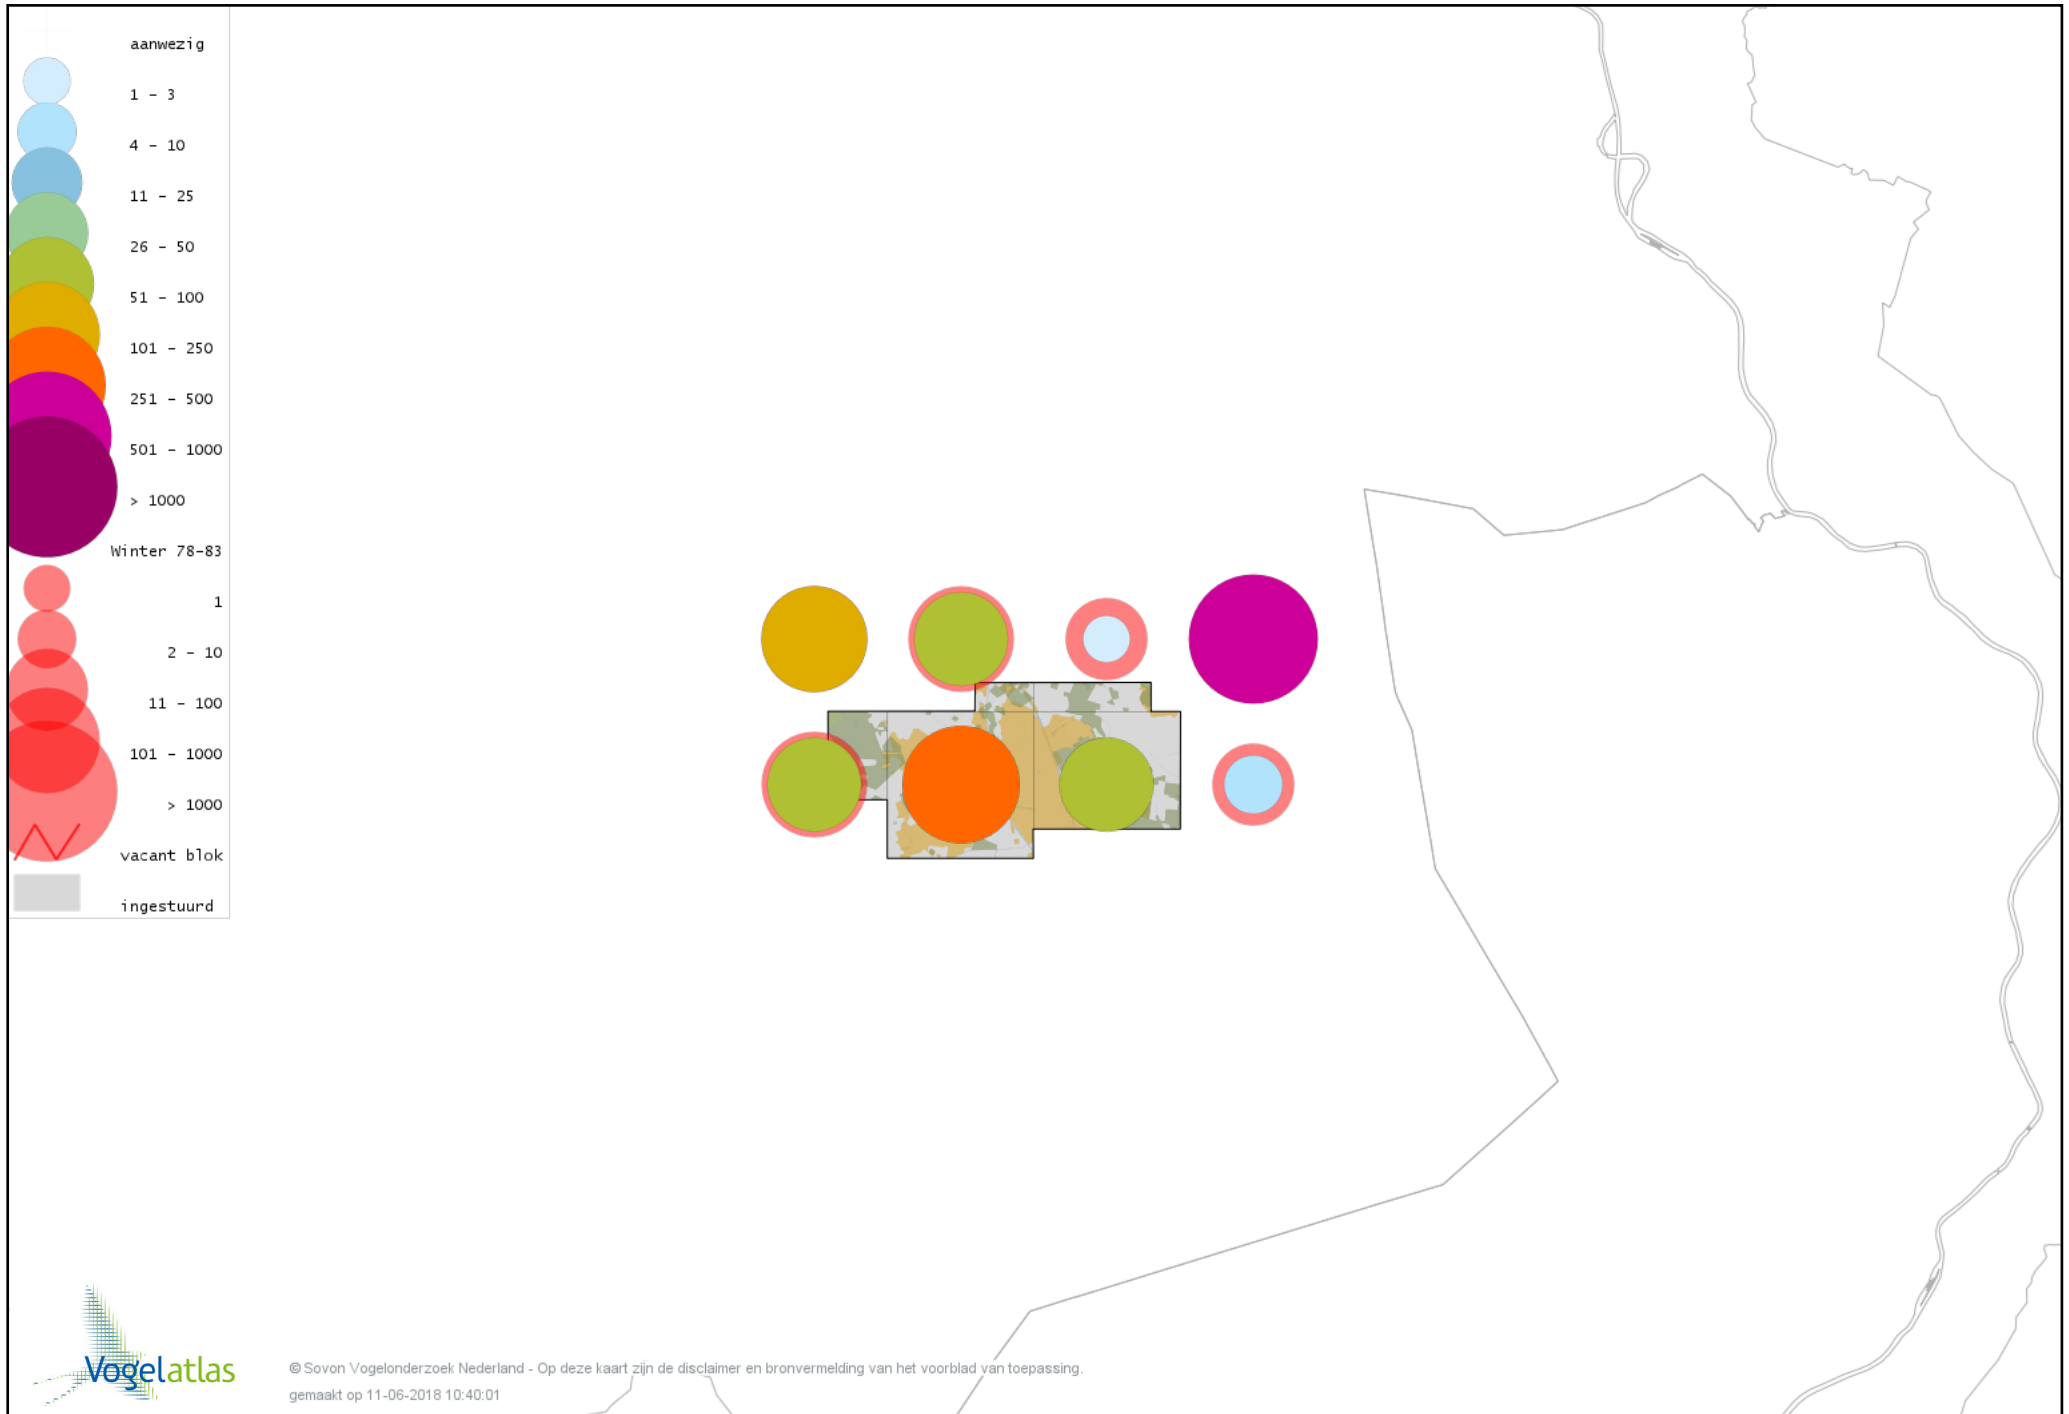 aanwezig
1 - 3
4 - 10
11 - 25
26 - 50
51 - 100
101 - 250
251 - 500
501 - 1000
> 1000
Winter 78-83
1
2 - 10
11 - 100
101 - 1000
> 1000
vacant blok
ingestuurd
Vogelatlas
© Sovon Vogelonderzoek Nederland - Op deze kaart zijn de disclaimer en bronvermelding van het voorblad van toepassing.
gemaakt op 11-06-2018 10:40:01